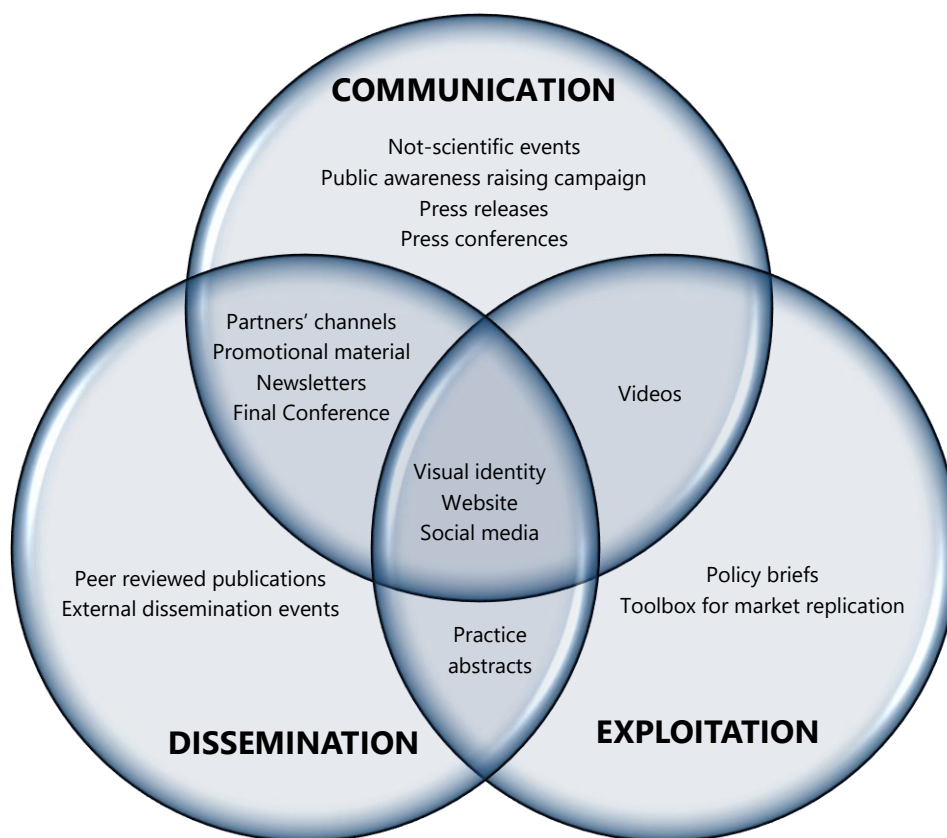 COMMUNICATION
Not-scientific events
Public awareness raising campaign
Press releases
Press conferences
Partners’ channels
Promotional material
Newsletters
Final Conference
Videos
Visual identity
Website
Social media
Peer reviewed publications
External dissemination events
Policy briefs
Toolbox for market replication
Practice
abstracts
DISSEMINATION
EXPLOITATION